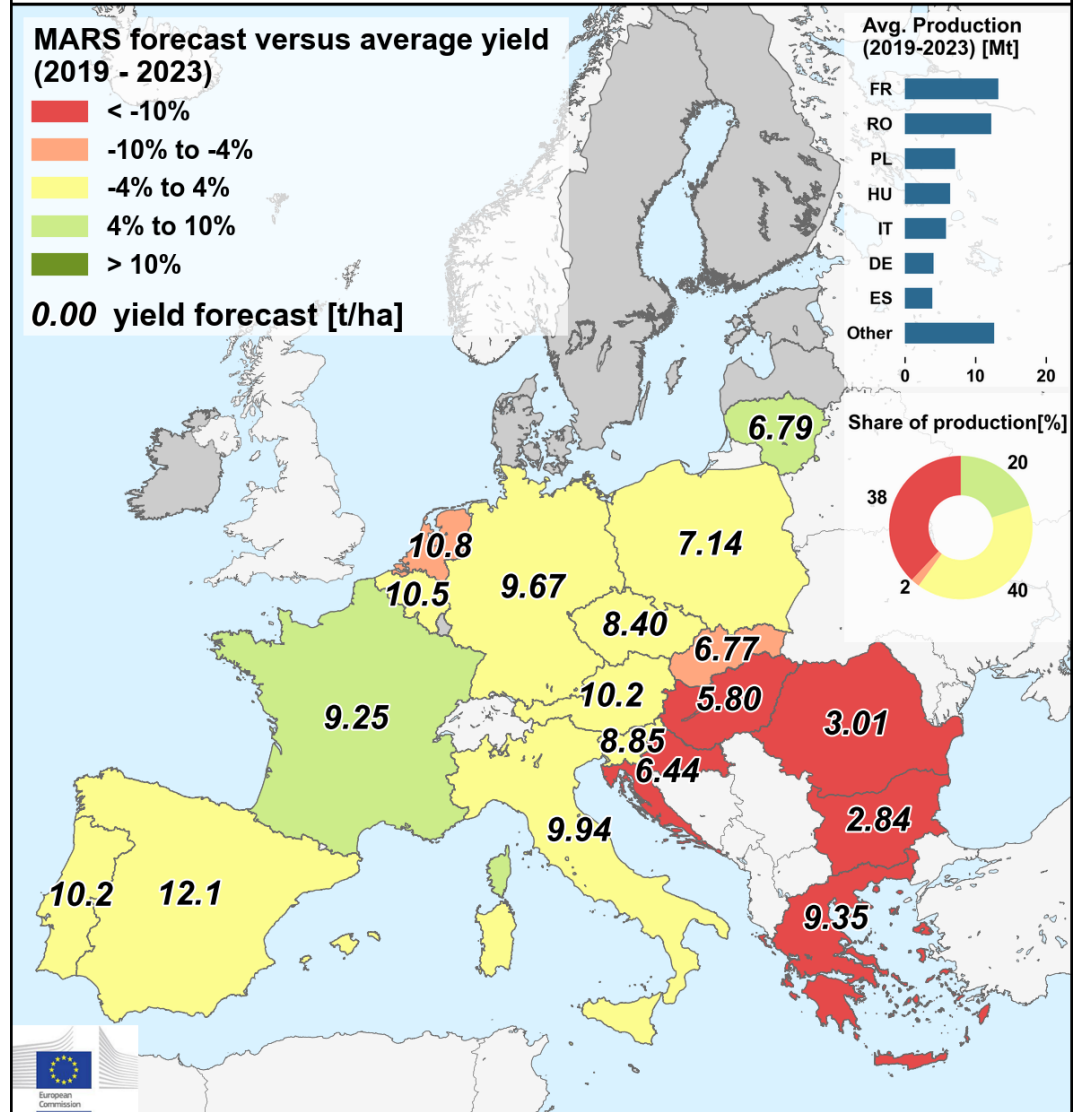 MARS forecast versus average yield
(2019 - 2023)
< -10%
-10% to -4%
-4% to 4%
4% to 10%
> 10%
0.00 yield forecast [t/ha]
Avg. Production
(2019-2023) [Mt]
FR
RO
PL
HU
IT
DE
ES
Other
0 10 20
Share of production[%]
20
38
2
40
6.79
10.8
7.14
10.5
9.67
8.40
6.77
10.2
5.80
9.25
3.01
8.85
6.44
2.84
9.94
10.2
12.1
9.35
European
Commission